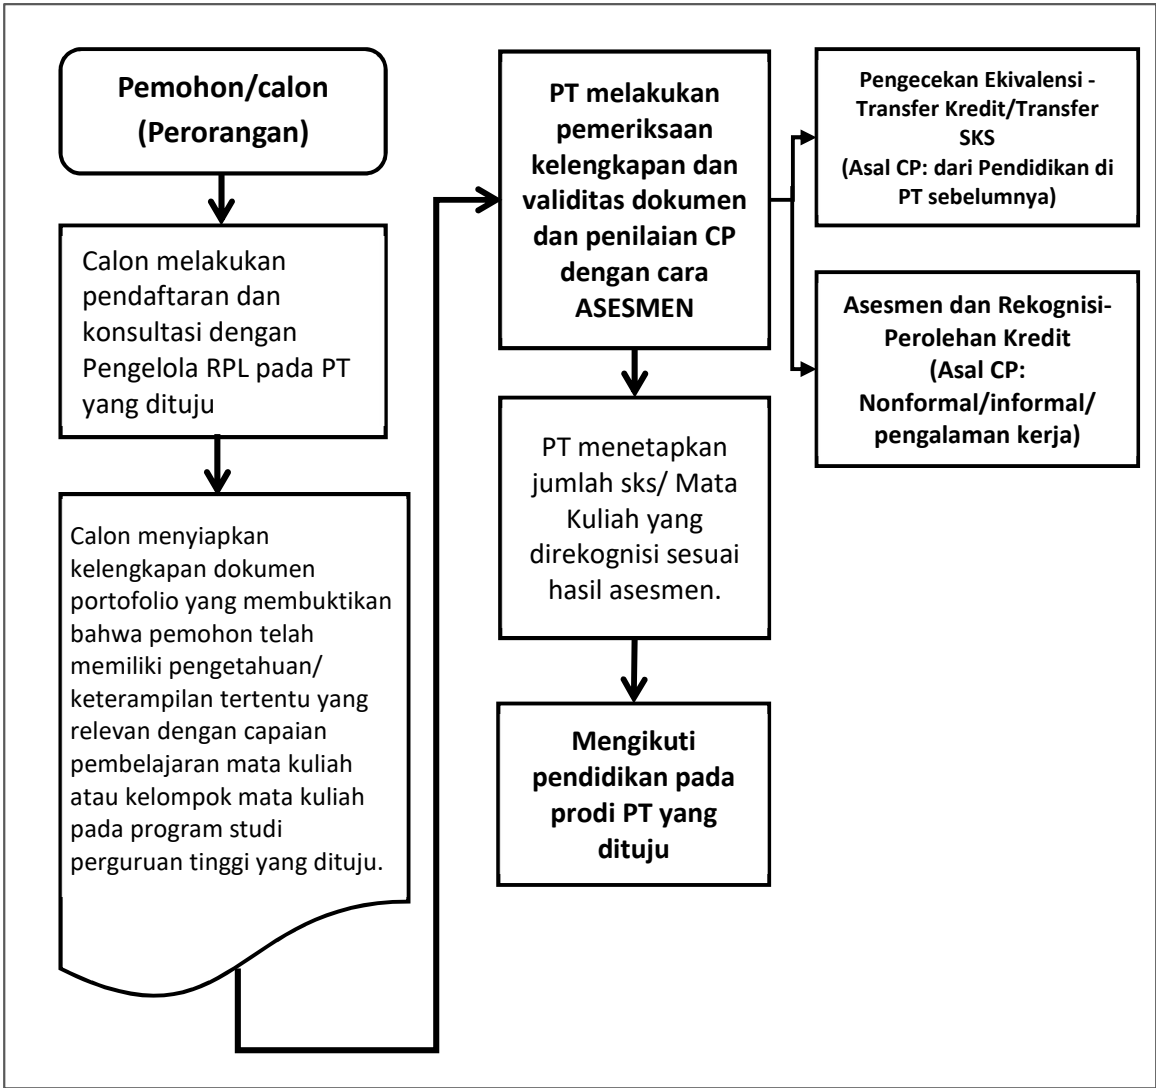 Pemohon/calon
(Perorangan)
Calon melakukan
pendaftaran dan
konsultasi dengan
Pengelola RPL pada PT
yang dituju
Calon menyiapkan
kelengkapan dokumen
portofolio yang membuktikan
bahwa pemohon telah
memiliki pengetahuan/
keterampilan tertentu yang
relevan dengan capaian
pembelajaran mata kuliah
atau kelompok mata kuliah
pada program studi
perguruan tinggi yang dituju.
PT melakukan
pemeriksaan
kelengkapan dan
validitas dokumen
dan penilaian CP
dengan cara
ASESMEN
PT menetapkan
jumlah sks/ Mata
Kuliah yang
direkognisi sesuai
hasil asesmen.
Mengikuti
pendidikan pada
prodi PT yang
dituju
Pengecekan Ekivalensi -
Transfer Kredit/Transfer
SKS
(Asal CP: dari Pendidikan di
PT sebelumnya)
Asesmen dan Rekognisi-
Perolehan Kredit
(Asal CP:
Nonformal/informal/
pengalaman kerja)